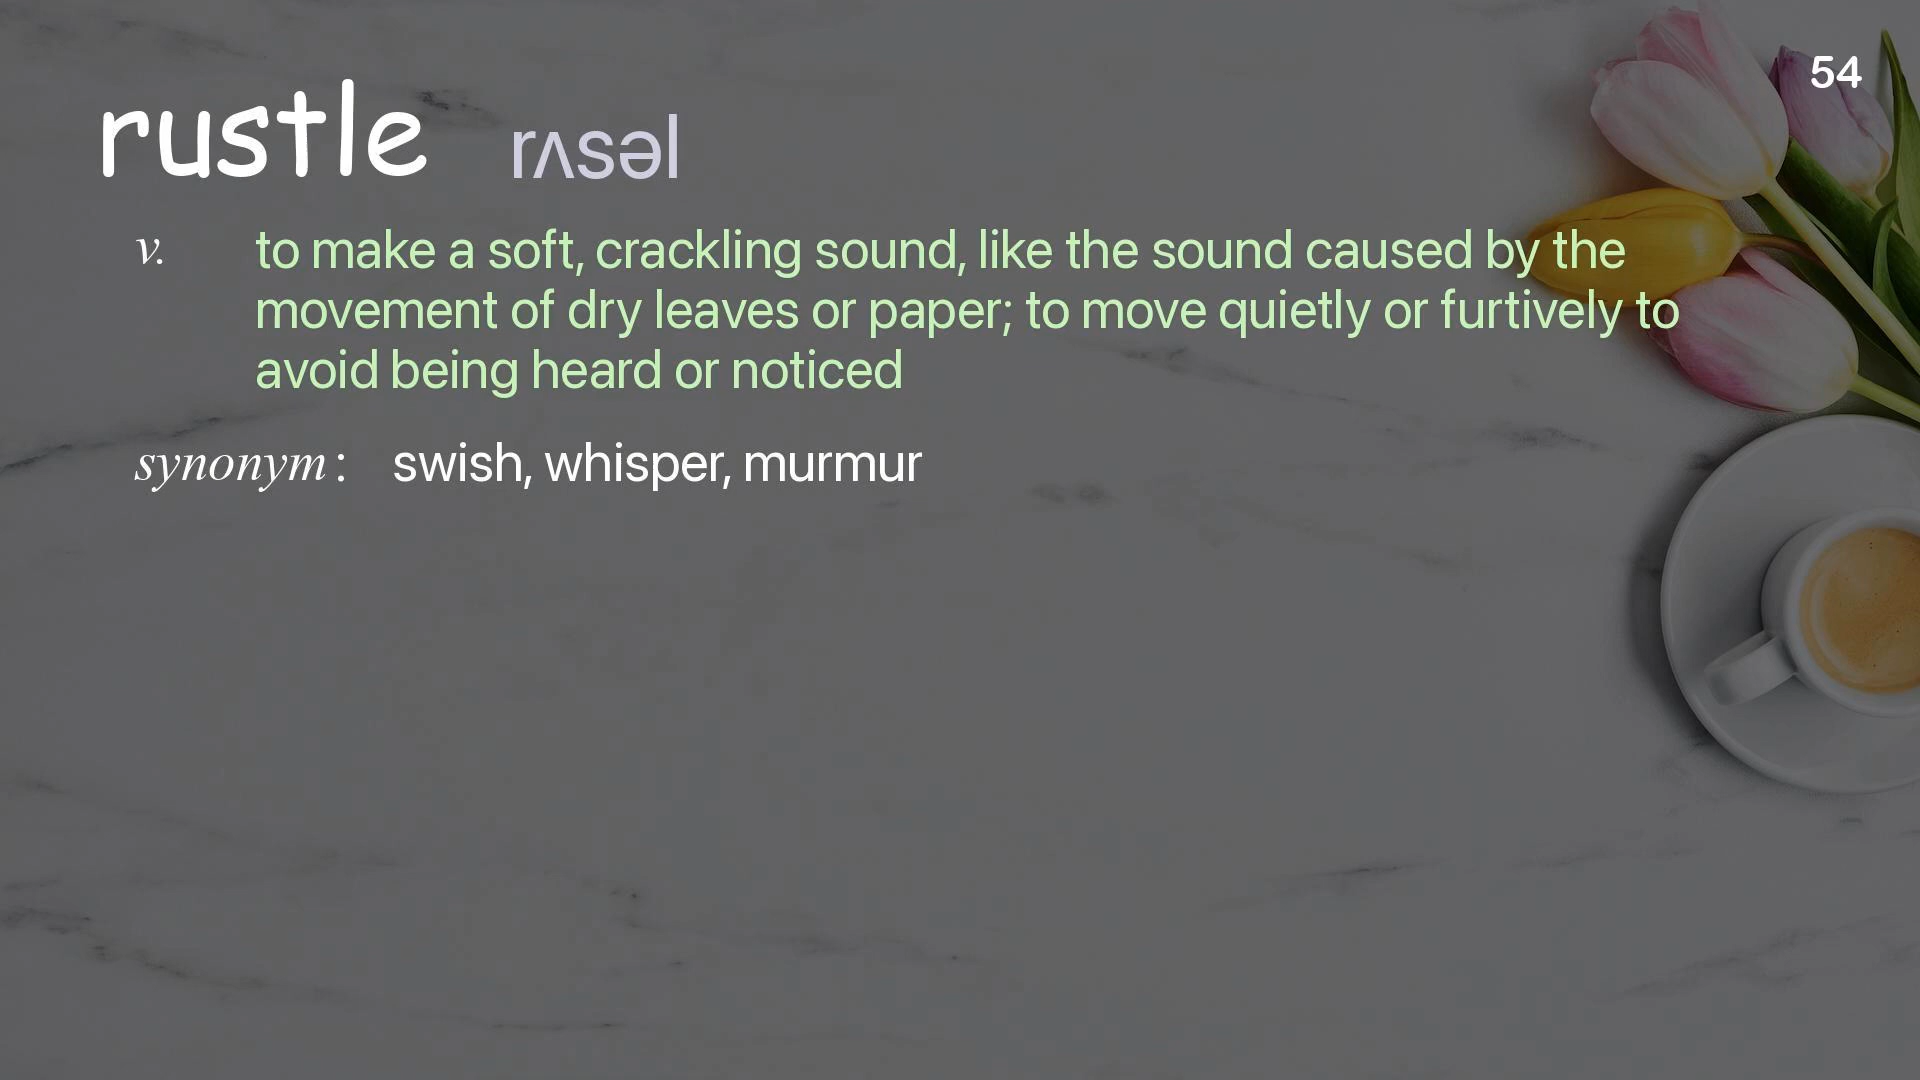 54
rustle rʌsəl
v. to make a soft, crackling sound, like the sound caused by the
movement of dry leaves or paper; to move quietly or furtively to
avoid being heard or noticed
synonym : swish, whisper, murmur